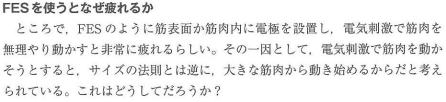 FESを使うとなぜ疲れるか
ところで，FESのように筋表面か筋肉内に電極を設置し，電気刺激で筋肉を
無理やり動かすと非常に疲れるらしい。その一因として，電気刺激で筋肉を動か
そうとすると，サイズの法則とは逆に，大きな筋肉から動き始めるからだと考え
られている。これはどうしてだろうか？